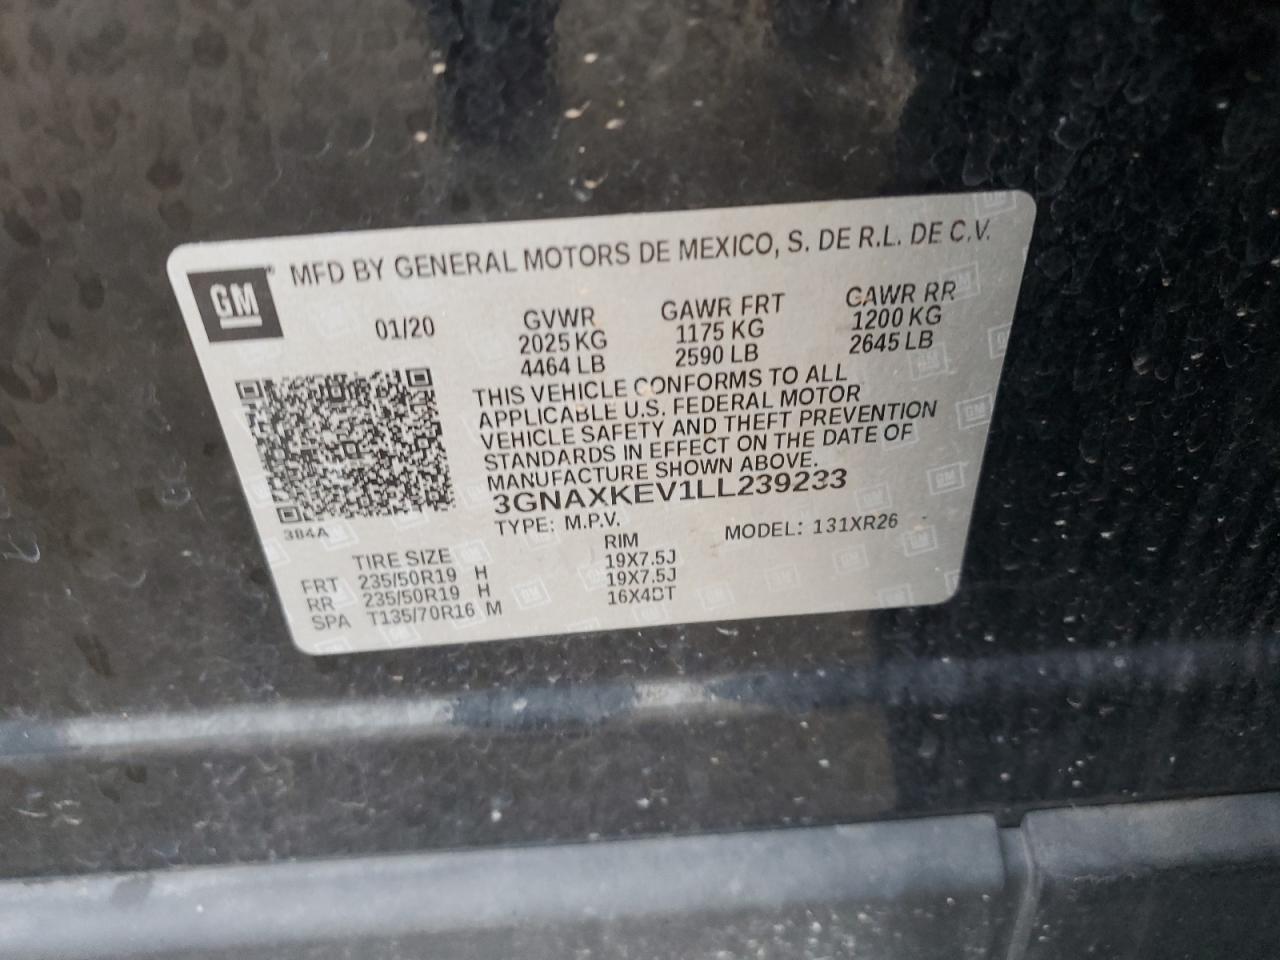 GM
MFD BY GENERAL MOTORS DE MEXICO, S. DE R.L. DE C.V.
01/20
GVWR GAWR FRT GAWR RR
2025 KG 1175 KG 1200 KG
4464 LB 2590 LB 2645 LB
THIS VEHICLE CONFORMS TO ALL
APPLICABLE U.S. FEDERAL MOTOR
VEHICLE SAFETY AND THEFT PREVENTION
STANDARDS IN EFFECT ON THE DATE OF
MANUFACTURE SHOWN ABOVE.
3GNAXKEV1LL239233
384A
TYPE: M.P.V. MODEL: 131XR26
TIRE SIZE RIM
FRT 235/50R19 H 19X7.5J
RR 235/50R19 H 19X7.5J
SPA T135/70R16 M